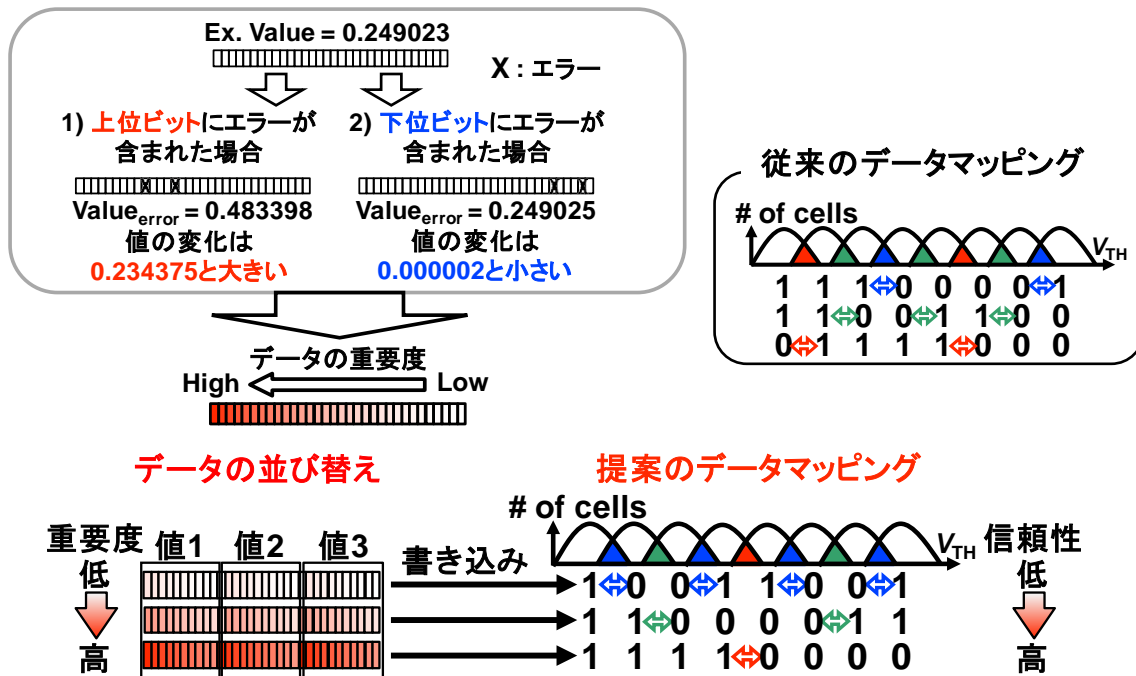 Ex. Value = 0.249023
X : エラー
1) 上位ビットにエラーが
含まれた場合
2) 下位ビットにエラーが
含まれた場合
X X
X X
Valueerror = 0.483398
値の変化は
0.234375と大きい
Valueerror = 0.249025
値の変化は
0.000002と小さい
従来のデータマッピング
# of cells
VTH
1 1 1⇔0 0 0 0⇔1
1 1⇔0 0⇔1 1⇔0 0
0⇔1 1 1 1⇔0 0 0
データの重要度
High Low
データの並び替え
提案のデータマッピング
# of cells
VTH
重要度
低
高
値1 値2 値3
書き込み
1⇔0 0⇔1 1⇔0 0⇔1
1 1⇔0 0 0 0⇔1 1
1 1 1 1⇔0 0 0 0
信頼性
低
高